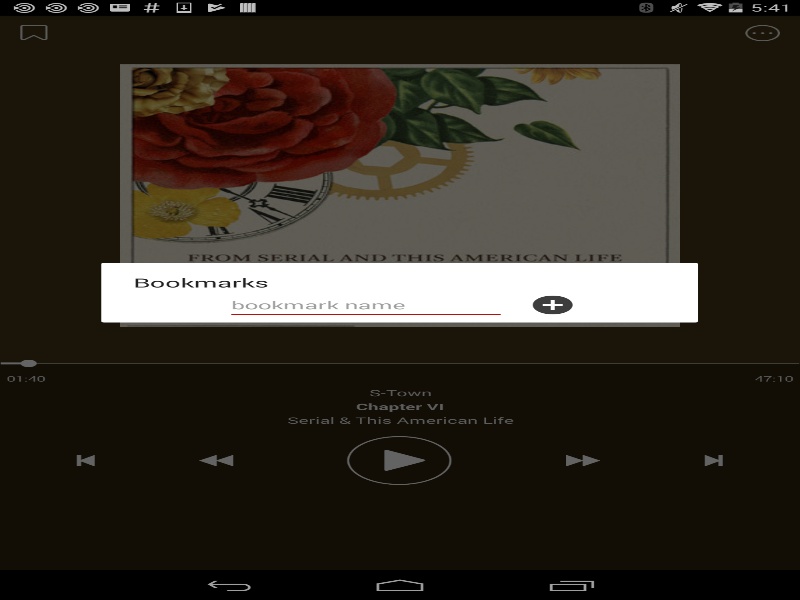 5:41
FROM SERIAL AND THIS AMERICAN LIFE
Bookmarks
bookmark name
01:40
47:10
S-Town
Chapter VI
Serial & This American Life